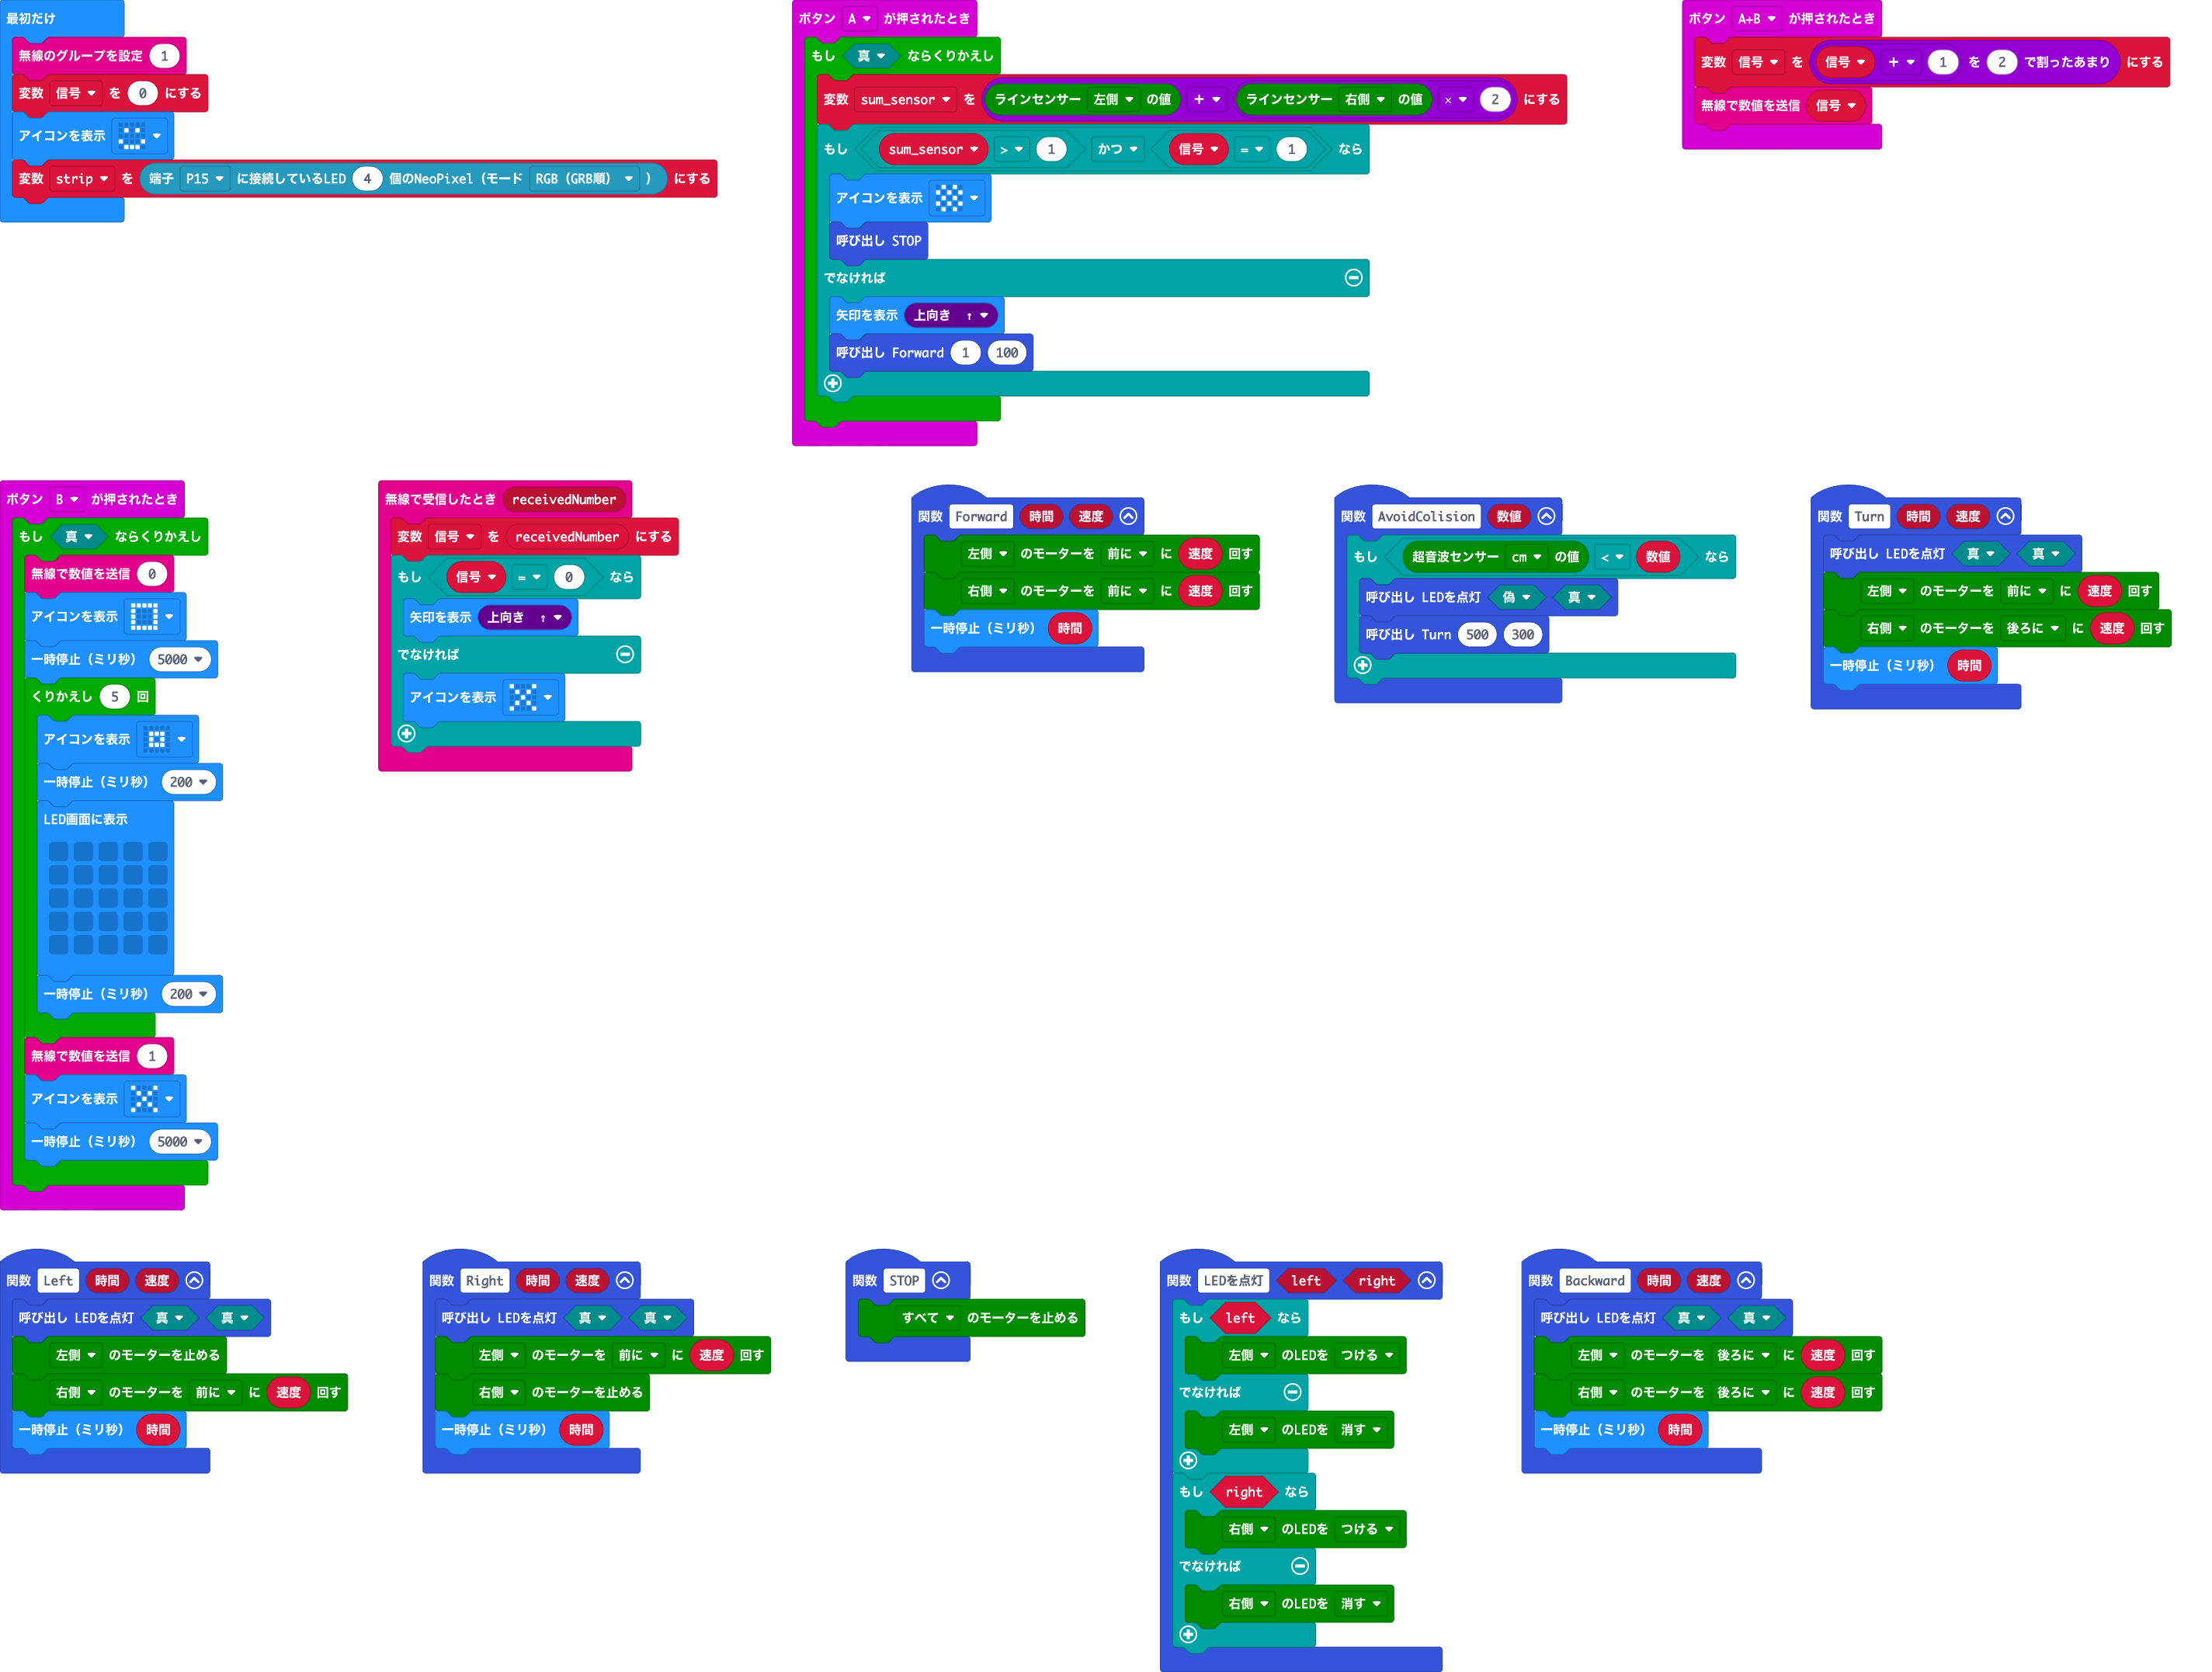 最初だけ
無線のグループを設定 1
変数 信号 を 0 にする
アイコンを表示
変数 strip を 端子 P15 に接続しているLED 4 個のNeoPixel（モード RGB（GRB順） ） にする
ボタン A が押されたとき
もし 真 ならくりかえし
変数 sum_sensor を ラインセンサー 左側 の値 + ラインセンサー 右側 の値 × 2 にする
もし sum_sensor > 1 かつ 信号 = 1 なら
アイコンを表示
呼び出し STOP
でなければ
矢印を表示 上向き ↑
呼び出し Forward 1 100
ボタン A+B が押されたとき
変数 信号 を 信号 + 1 を 2 で割ったあまり にする
無線で数値を送信 信号
ボタン B が押されたとき
もし 真 ならくりかえし
無線で数値を送信 0
アイコンを表示
一時停止（ミリ秒） 5000
くりかえし 5 回
アイコンを表示
一時停止（ミリ秒） 200
LED画面に表示
一時停止（ミリ秒） 200
無線で数値を送信 1
アイコンを表示
一時停止（ミリ秒） 5000
無線で受信したとき receivedNumber
変数 信号 を receivedNumber にする
もし 信号 = 0 なら
矢印を表示 上向き ↑
でなければ
アイコンを表示
関数 Forward 時間 速度
左側 のモーターを 前に に 速度 回す
右側 のモーターを 前に に 速度 回す
一時停止（ミリ秒） 時間
関数 AvoidColision 数値
もし 超音波センサー cm の値 < 数値 なら
呼び出し LEDを点灯 偽 真
呼び出し Turn 500 300
関数 Turn 時間 速度
呼び出し LEDを点灯 真 真
左側 のモーターを 前に に 速度 回す
右側 のモーターを 後ろに に 速度 回す
一時停止（ミリ秒） 時間
関数 Left 時間 速度
呼び出し LEDを点灯 真 真
左側 のモーターを止める
右側 のモーターを 前に に 速度 回す
一時停止（ミリ秒） 時間
関数 Right 時間 速度
呼び出し LEDを点灯 真 真
左側 のモーターを 前に に 速度 回す
右側 のモーターを止める
一時停止（ミリ秒） 時間
関数 STOP
すべて のモーターを止める
関数 LEDを点灯 left right
もし left なら
左側 のLEDを つける
でなければ
左側 のLEDを 消す
もし right なら
右側 のLEDを つける
でなければ
右側 のLEDを 消す
関数 Backward 時間 速度
呼び出し LEDを点灯 真 真
左側 のモーターを 後ろに に 速度 回す
右側 のモーターを 後ろに に 速度 回す
一時停止（ミリ秒） 時間